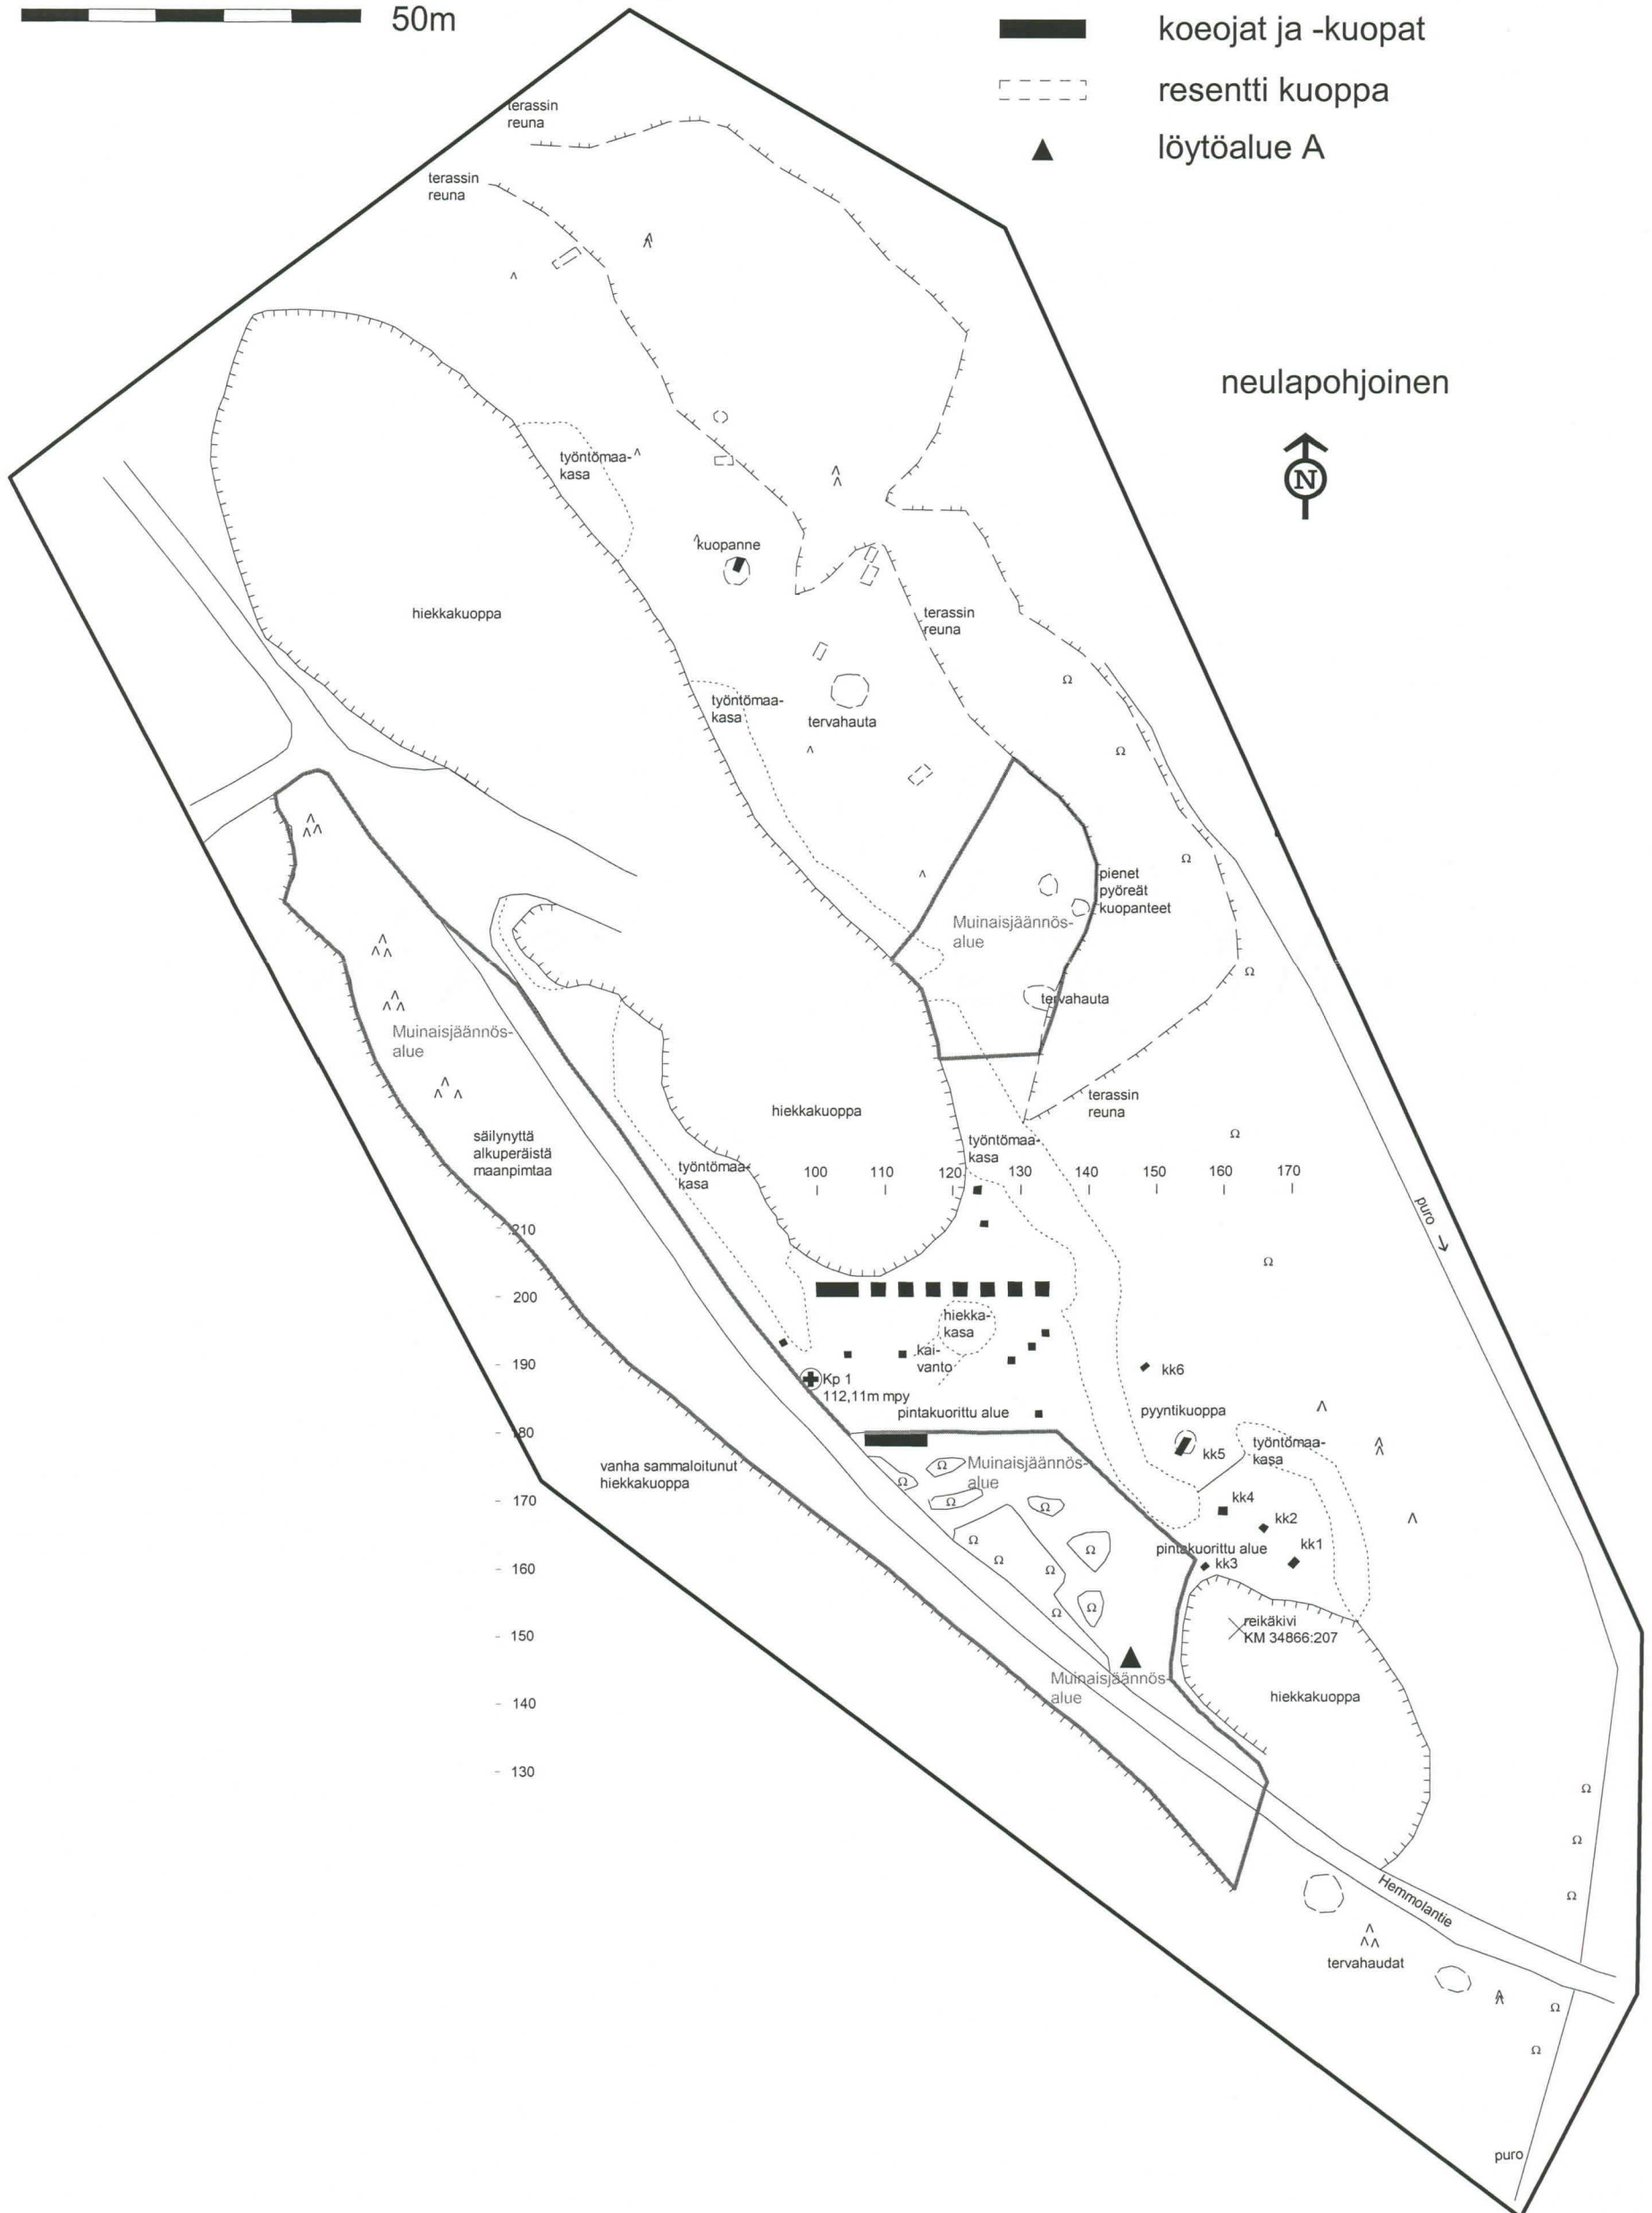 50m
koeojat ja -kuopat
resentti kuoppa
löytöalue A
neulapohjoinen
N
terassin
reuna
terassin
reuna
työntömaa-
kasa
kuopanne
hiekkakuoppa
terassin
reuna
työntömaa-
kasa
tervahauta
pienet
pyöreät
kuopanteet
Muinaisjäännös-
alue
tervahauta
Muinaisjäännös-
alue
terassin
reuna
hiekkakuoppa
säilynyttä
alkuperäistä
maanpimtaa
työntömaa-
kasa
työntömaa-
kasa
100 110 120 130 140 150 160 170
puro
210
200
190
180
170
160
150
140
130
hiekka-
kasa
kai-
vanto
Kp 1
112,11m mpy
kk6
pintakuorittu alue
pyyntikuoppa
kk5
työntömaa-
kasa
Muinaisjäännös-
alue
vanha sammaloitunut
hiekkakuoppa
kk4
kk2
kk1
pintakuorittu alue
kk3
reikäkivi
KM 34866:207
Muinaisjäännös-
alue
hiekkakuoppa
Hemmolantie
tervahaudat
puro